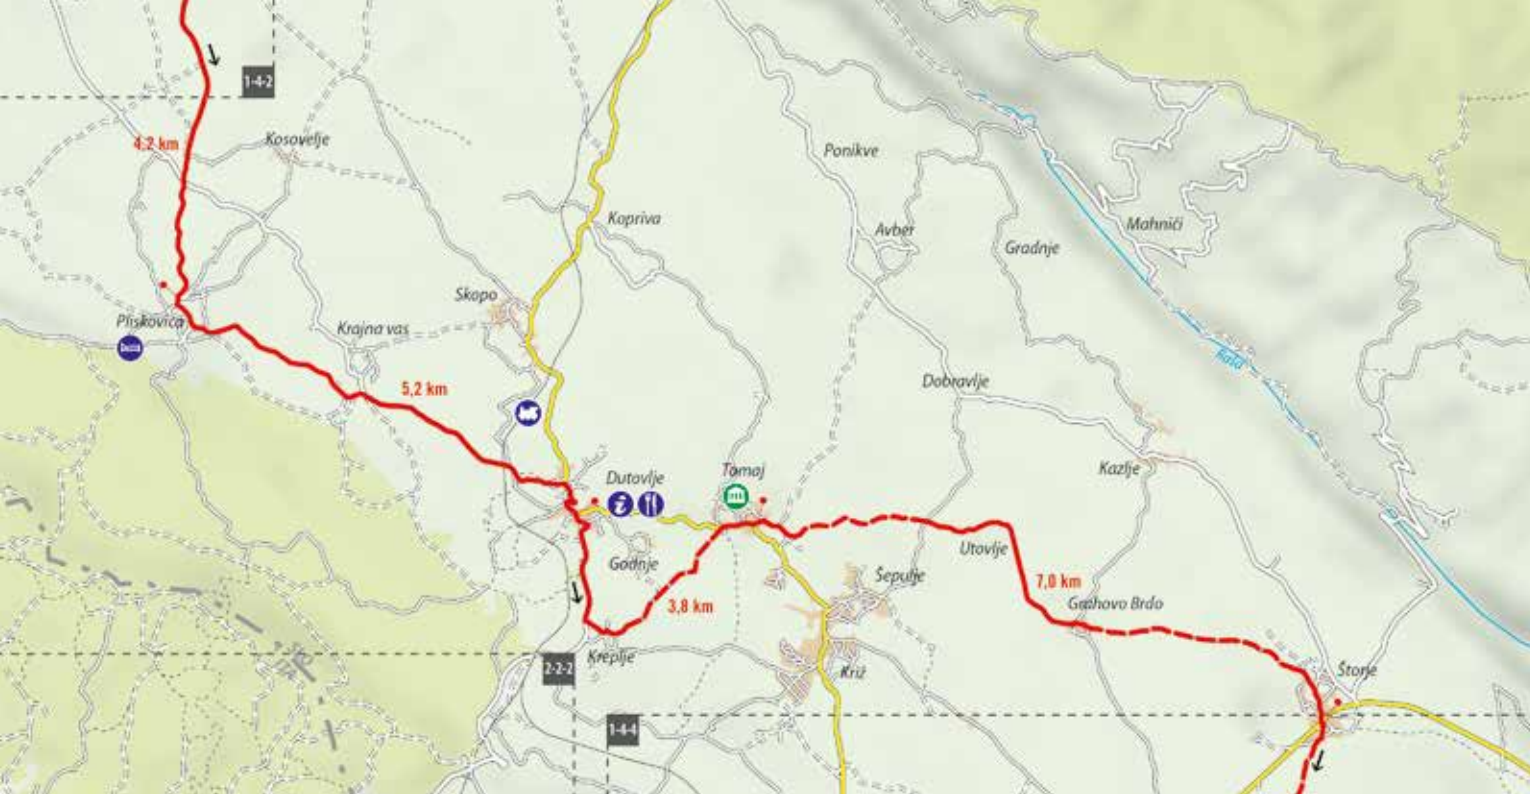 1-4-2
4,2 km
Kosovelje
Ponikve
Kopriva
Avber
Mahniči
Gradnje
Skopo
Pliskovica
Krajna vas
Raša
5,2 km
Dobravlje
Kazlje
Dutovlje
Tomaj
i
Utovlje
Godnje
Šepulje
7,0 km
3,8 km
Grahovo Brdo
Kreplje
2-2-2
Križ
Štorje
1-4-4